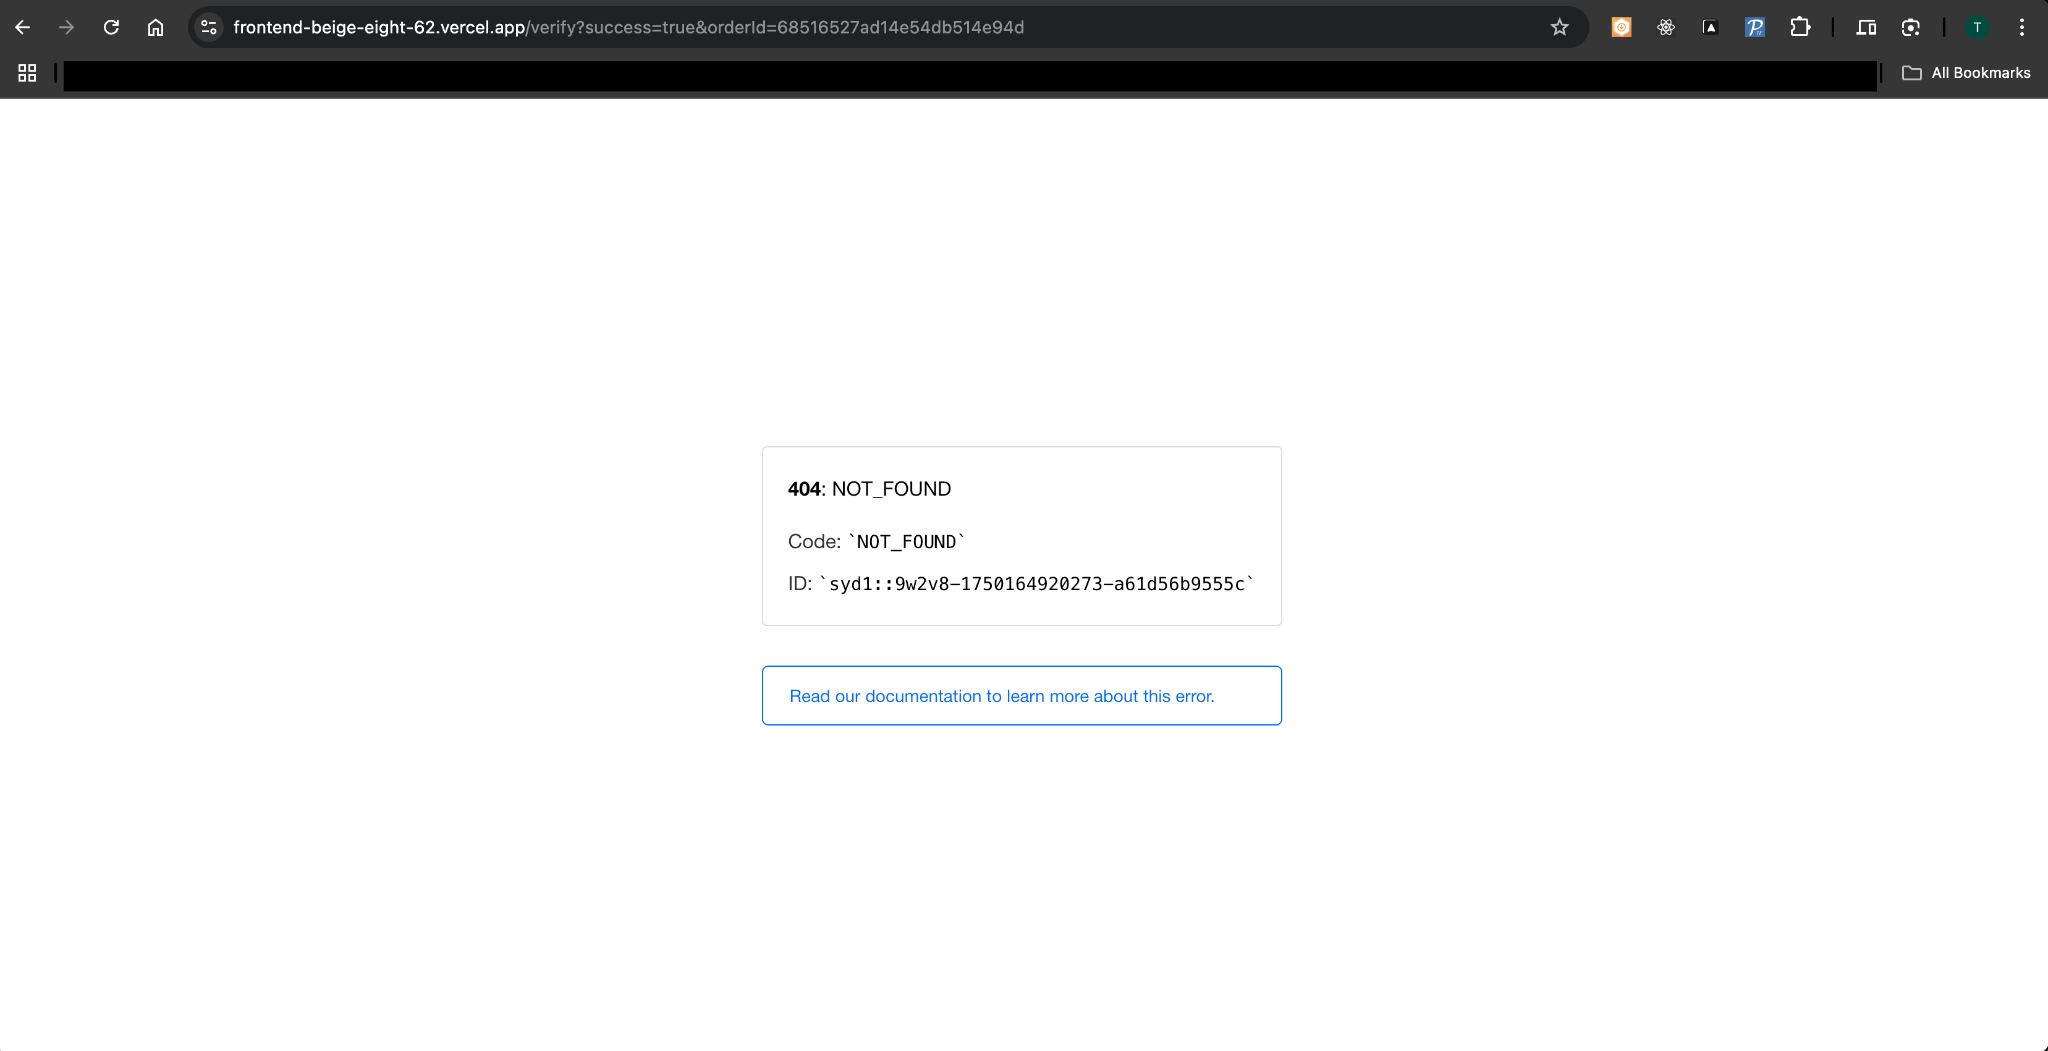 frontend-beige-eight-62.vercel.app/verify?success=true&orderId=68516527ad14e54db514e94d
T
All Bookmarks
404: NOT_FOUND
Code: `NOT_FOUND`
ID: `syd1::9w2v8-1750164920273-a61d56b9555c`
Read our documentation to learn more about this error.